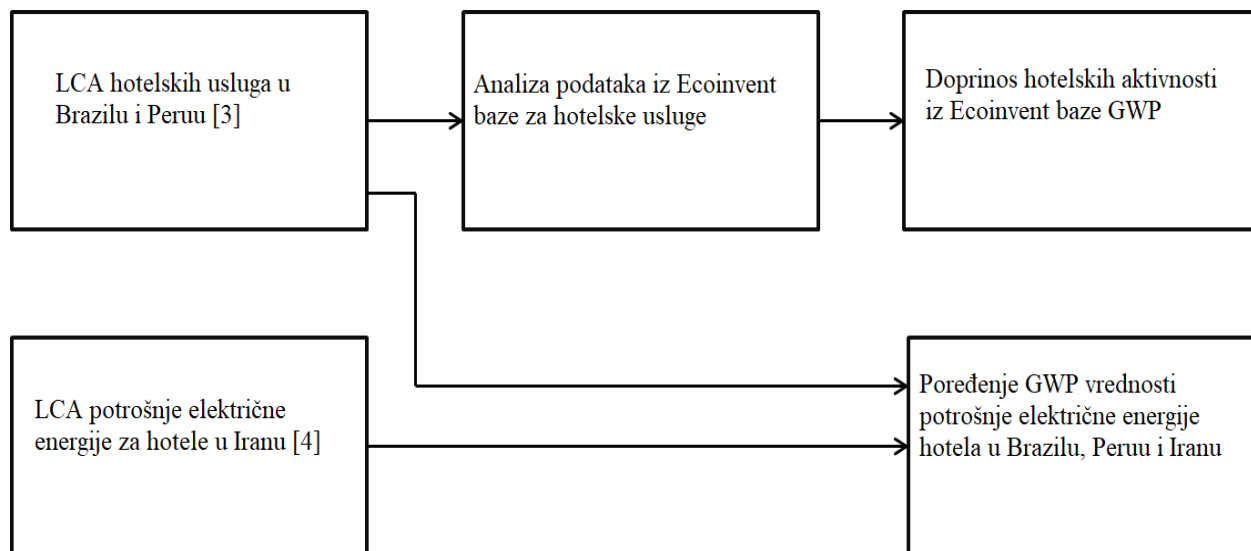 LCA hotelskih usluga u
Brazilu i Peruu [3]
Analiza podataka iz Ecoinvent
baze za hotelske usluge
Doprinos hotelskih aktivnosti
iz Ecoinvent baze GWP
LCA potrošnje električne
energije za hotele u Iranu [4]
Poređenje GWP vrednosti
potrošnje električne energije
hotela u Brazilu, Peruu i Iranu